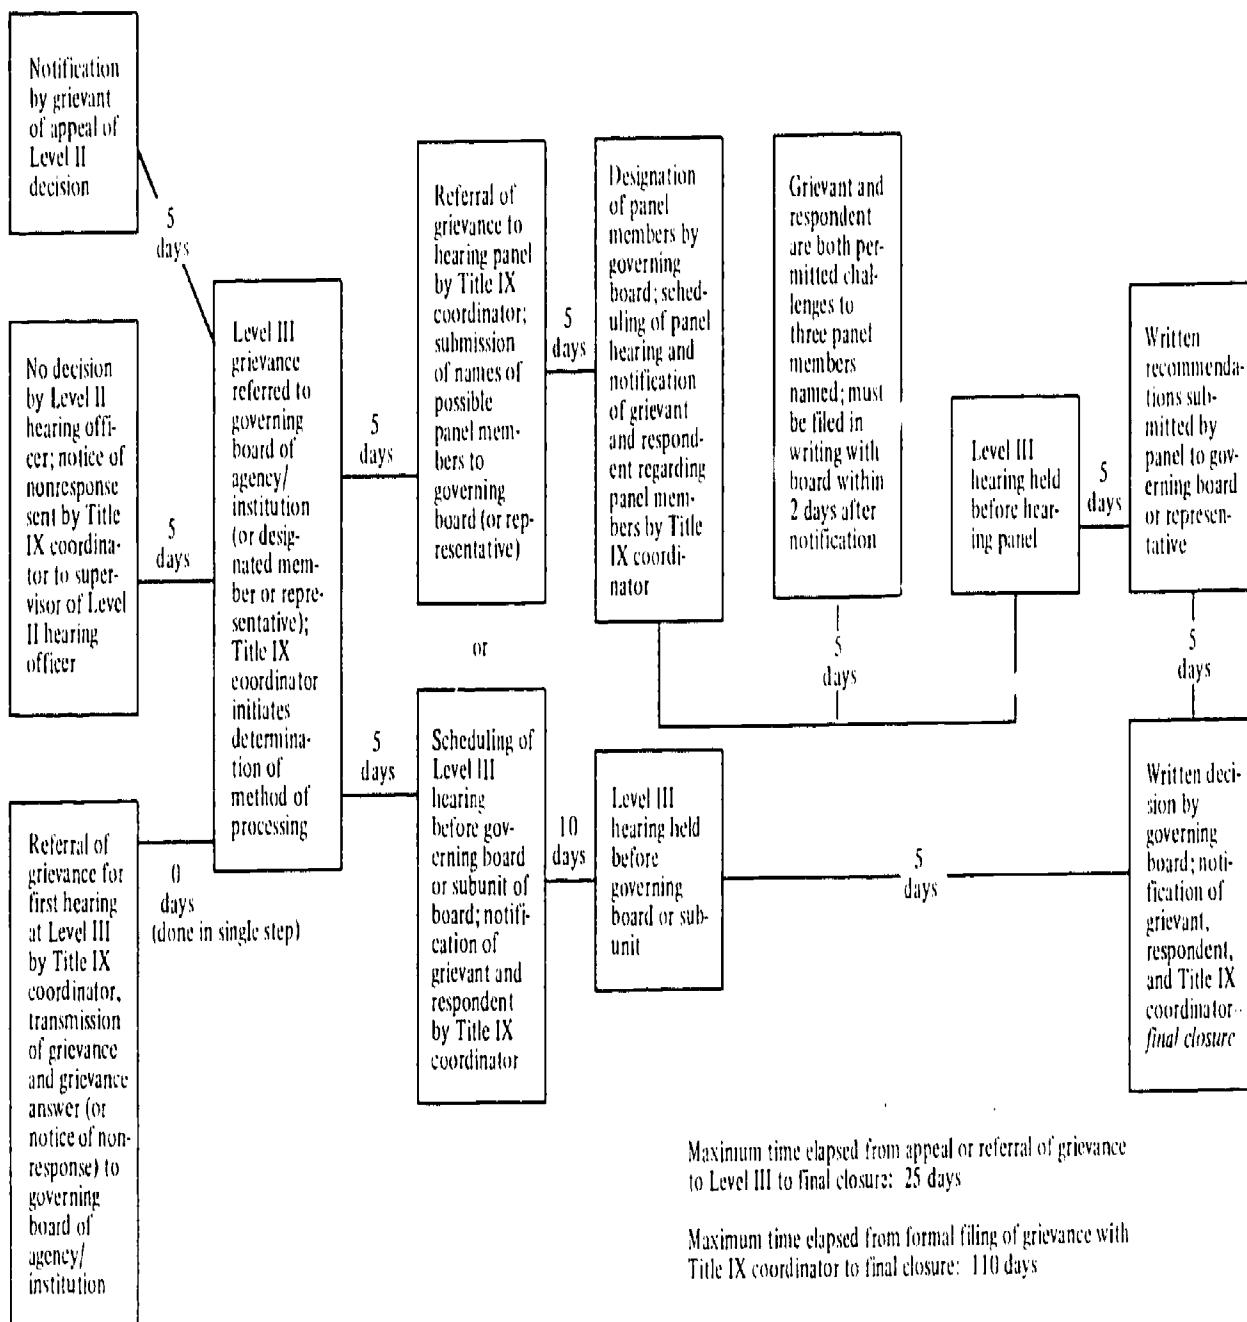 Notification
by grievant
of appeal of
Level II
decision
5
days
No decision
by Level II
hearing offi-
cer; notice of
nonresponse
sent by Title
IX coordina-
tor to super-
visor of Level
II hearing
officer
5
days
Referral of
grievance for
first hearing
at Level III
by Title IX
coordinator,
transmission
of grievance
and grievance
answer (or
notice of non-
response) to
governing
board of
agency/
institution
0
days
(done in single step)
Level III
grievance
referred to
governing
board of
agency/
institution
(or desig-
nated mem-
ber or repre-
sentative);
Title IX
coordinator
initiates
determina-
tion of
method of
processing
5
days
5
days
Referral of
grievance to
hearing panel
by Title IX
coordinator;
submission
of names of
possible
panel mem-
bers to
governing
board (or rep-
resentative)
or
Scheduling of
Level III
hearing
before gov-
erning board
or subunit of
board; notifi-
cation of
grievant and
respondent
by Title IX
coordinator
5
days
10
days
Designation
of panel
members by
governing
board; sched-
uling of panel
hearing and
notification
of grievant
and respond-
ent regarding
panel mem-
bers by Title
IX coordi-
nator
Level III
hearing held
before
governing
board or sub-
unit
Grievant and
respondent
are both per-
mitted chal-
lenges to
three panel
members
named; must
be filed in
writing with
board within
2 days after
notification
5
days
Level III
hearing held
before hear-
ing panel
5
days
Written
recommenda-
tions sub-
mitted by
panel to gov-
erning board
or represen-
tative
5
days
5
days
Written deci-
sion by
governing
board; noti-
fication of
grievant,
respondent,
and Title IX
coordinator--
final closure
Maximum time elapsed from appeal or referral of grievance
to Level III to final closure: 25 days
Maximum time elapsed from formal filing of grievance with
Title IX coordinator to final closure: 110 days